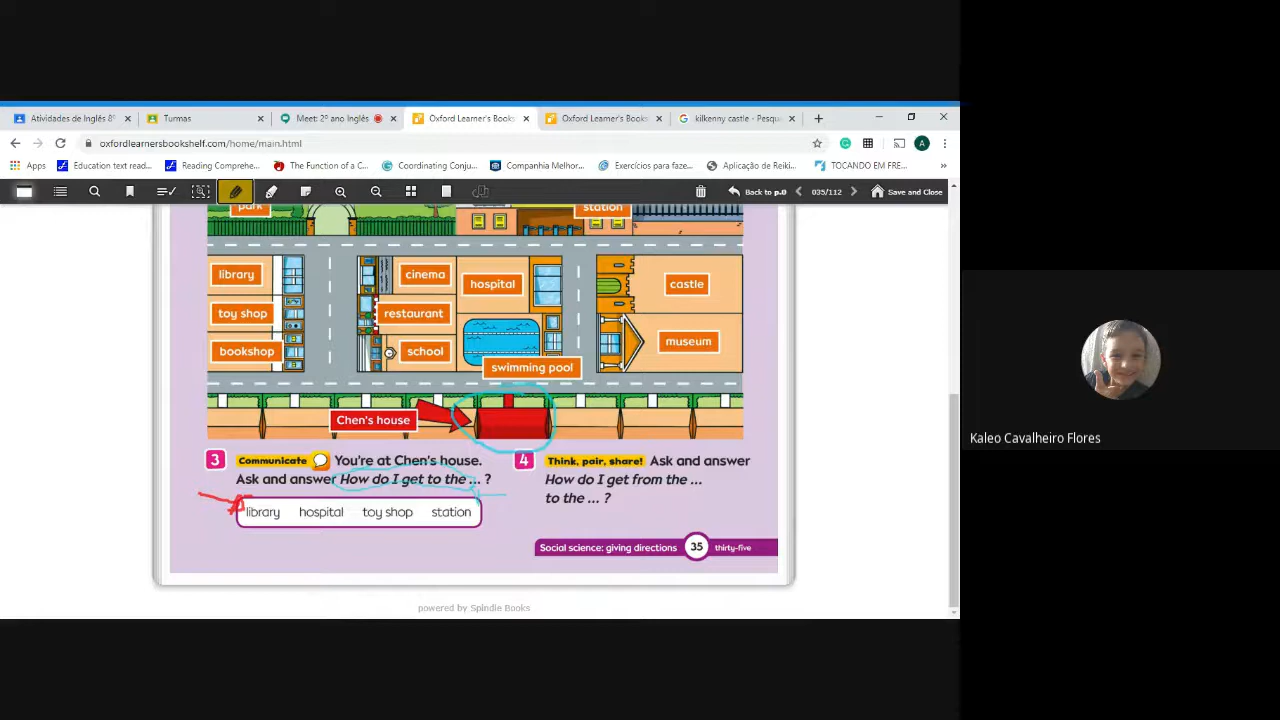 Atividades de Inglês 8º
Turmas
Meet: 2º ano Inglês
Oxford Learner's Books
Oxford Learner's Books
kilkenny castle - Pesqu
oxfordlearnersbookshelf.com/home/main.html
A
Apps
Education text read...
Reading Comprehe...
The Function of a C...
Coordinating Conju...
Companhia Melhor...
Exercícios para faze...
Aplicação de Reiki...
TOCANDO EM FRE...
Back to p.0
035/112
Save and Close
park
station
library
cinema
hospital
castle
toy shop
restaurant
bookshop
school
museum
swimming pool
Chen's house
3 Communicate You're at Chen's house.
Ask and answer How do I get to the ... ?
library hospital toy shop station
4 Think, pair, share! Ask and answer
How do I get from the ...
to the ... ?
Social science: giving directions 35 thirty-five
powered by Spindle Books
Kaleo Cavalheiro Flores